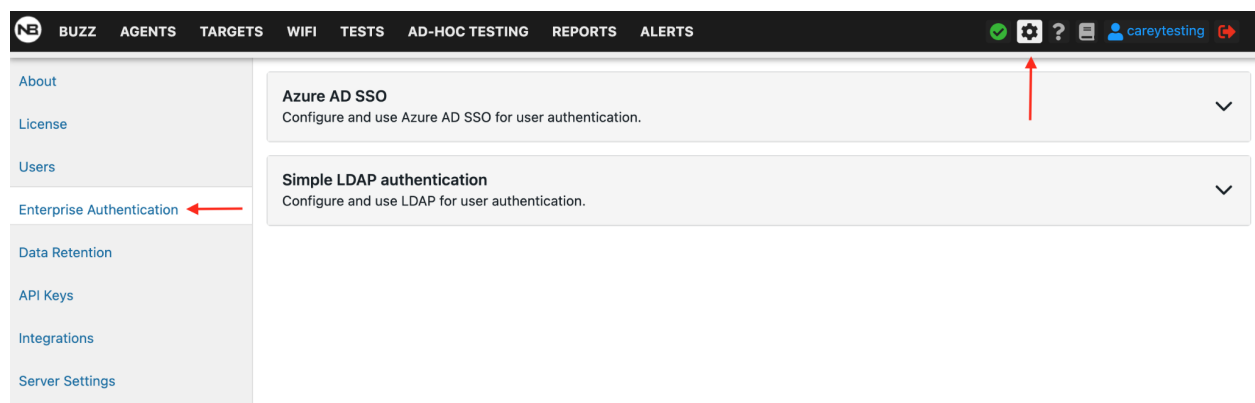 NB BUZZ AGENTS TARGETS WIFI TESTS AD-HOC TESTING REPORTS ALERTS ? careytesting
About
License
Users
Enterprise Authentication
Data Retention
API Keys
Integrations
Server Settings
Azure AD SSO
Configure and use Azure AD SSO for user authentication.
Simple LDAP authentication
Configure and use LDAP for user authentication.